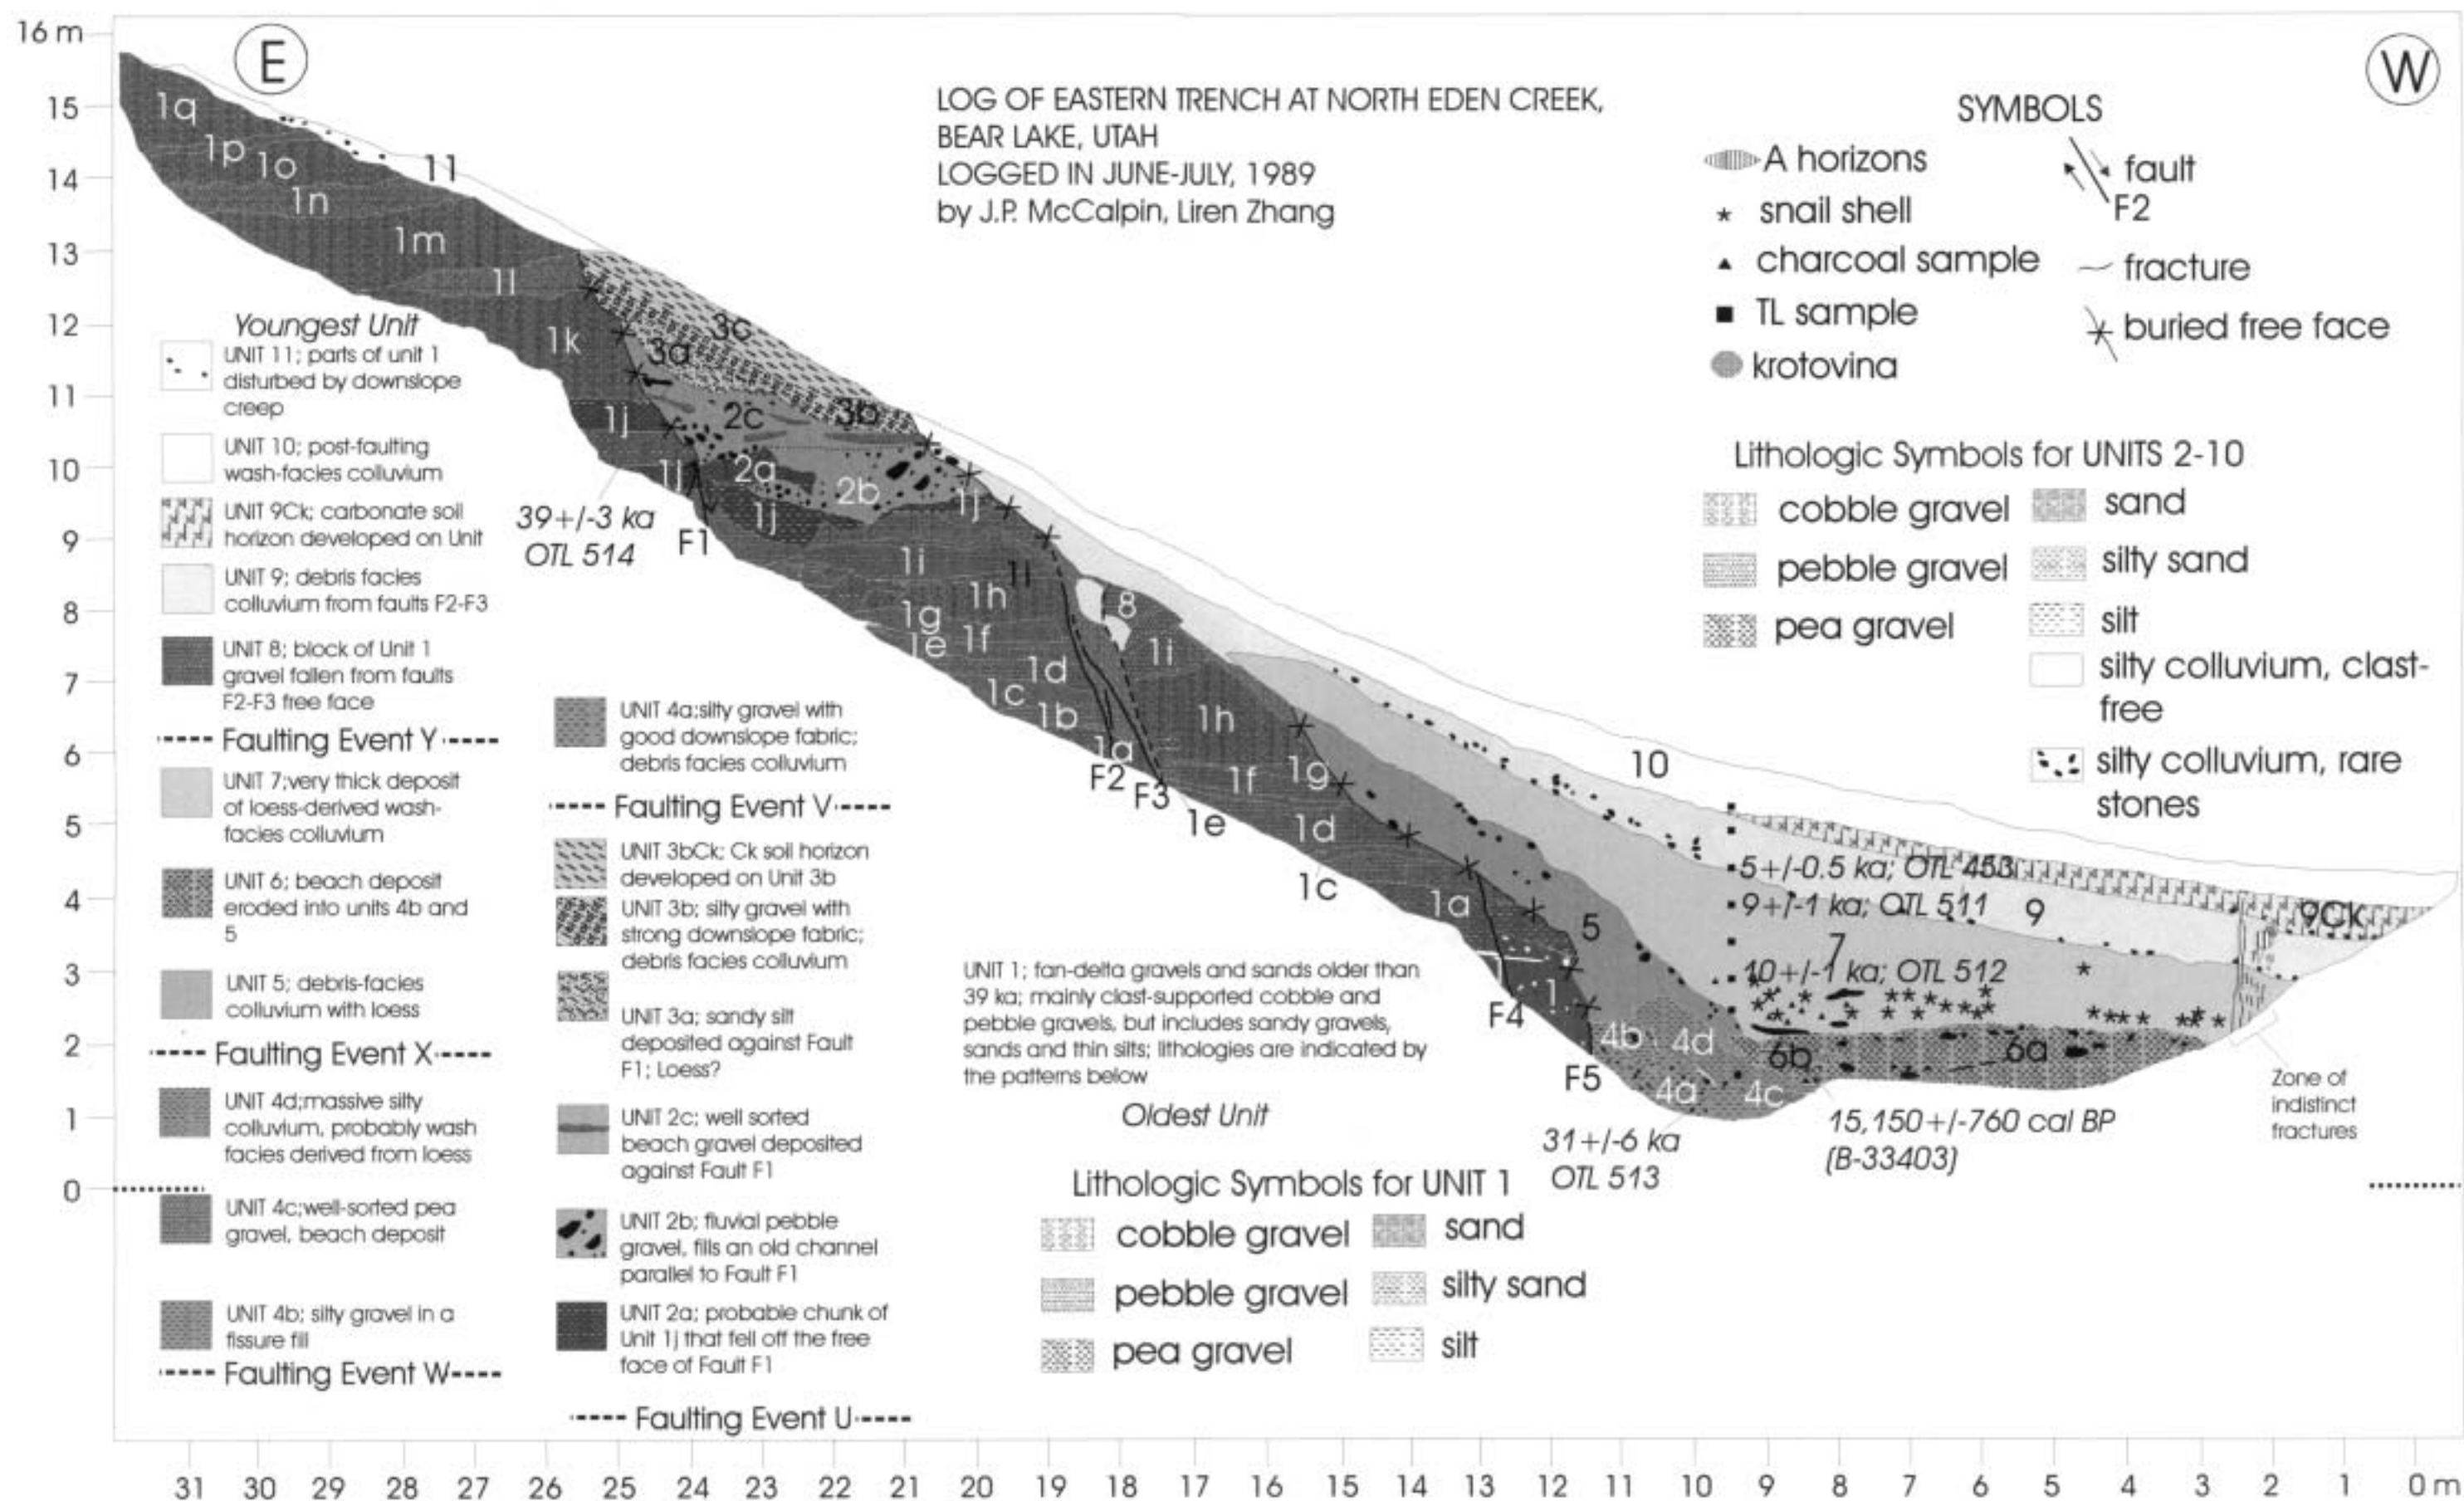 16 m
15
14
13
12
11
10
9
8
7
6
5
4
3
2
1
0
E
W
LOG OF EASTERN TRENCH AT NORTH EDEN CREEK,
BEAR LAKE, UTAH
LOGGED IN JUNE-JULY, 1989
by J.P. McCalpin, Liren Zhang
SYMBOLS
A horizons
snail shell
charcoal sample
TL sample
krotovina
fault
F2
fracture
buried free face
Lithologic Symbols for UNITS 2-10
cobble gravel
pebble gravel
pea gravel
sand
silty sand
silt
silty colluvium, clast-
free
silty colluvium, rare
stones
1q
1p
1o
1n
1m
1l
11
1k
1j
1j
3c
3a
3b
2c
2a
2b
1j
1j
39+/-3 ka
OTL 514
F1
1i
1i
1h
1g
1f
1e
1d
1c
1b
1a
F2
F3
8
1i
1h
1g
1f
1e
1d
1c
1a
1
F4
F5
5
4b
4d
4a
4c
6b
6a
7
9
9Ck
10
5+/-0.5 ka; OTL 453
9+/-1 ka; OTL 511
10+/-1 ka; OTL 512
31+/-6 ka
OTL 513
15,150+/-760 cal BP
(B-33403)
Zone of
indistinct
fractures
Youngest Unit
UNIT 11; parts of unit 1
disturbed by downslope
creep
UNIT 10; post-faulting
wash-facies colluvium
UNIT 9Ck; carbonate soil
horizon developed on Unit
UNIT 9; debris facies
colluvium from faults F2-F3
UNIT 8; block of Unit 1
gravel fallen from faults
F2-F3 free face
Faulting Event Y
UNIT 7;very thick deposit
of loess-derived wash-
facies colluvium
UNIT 6; beach deposit
eroded into units 4b and
5
UNIT 5; debris-facies
colluvium with loess
Faulting Event X
UNIT 4d;massive silty
colluvium, probably wash
facies derived from loess
UNIT 4c;well-sorted pea
gravel, beach deposit
UNIT 4b; silty gravel in a
fissure fill
Faulting Event W
UNIT 4a;silty gravel with
good downslope fabric;
debris facies colluvium
Faulting Event V
UNIT 3bCk; Ck soil horizon
developed on Unit 3b
UNIT 3b; silty gravel with
strong downslope fabric;
debris facies colluvium
UNIT 3a; sandy silt
deposited against Fault
F1; Loess?
UNIT 2c; well sorted
beach gravel deposited
against Fault F1
UNIT 2b; fluvial pebble
gravel, fills an old channel
parallel to Fault F1
UNIT 2a; probable chunk of
Unit 1j that fell off the free
face of Fault F1
Faulting Event U
UNIT 1; fan-delta gravels and sands older than
39 ka; mainly clast-supported cobble and
pebble gravels, but includes sandy gravels,
sands and thin silts; lithologies are indicated by
the patterns below
Oldest Unit
Lithologic Symbols for UNIT 1
cobble gravel
pebble gravel
pea gravel
sand
silty sand
silt
31 30 29 28 27 26 25 24 23 22 21 20 19 18 17 16 15 14 13 12 11 10 9 8 7 6 5 4 3 2 1 0 m